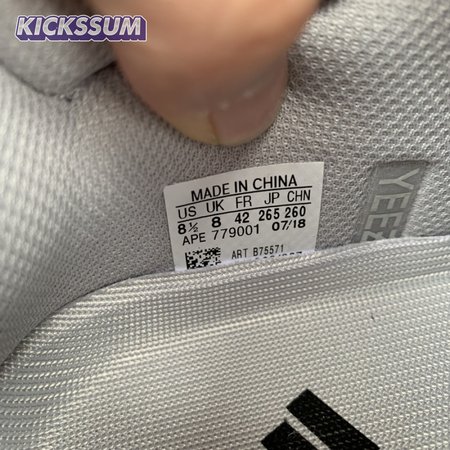 KICKSSUM
MADE IN CHINA
US UK FR JP CHN
8½ 8 42 265 260
APE 779001 07/18
ART B75571